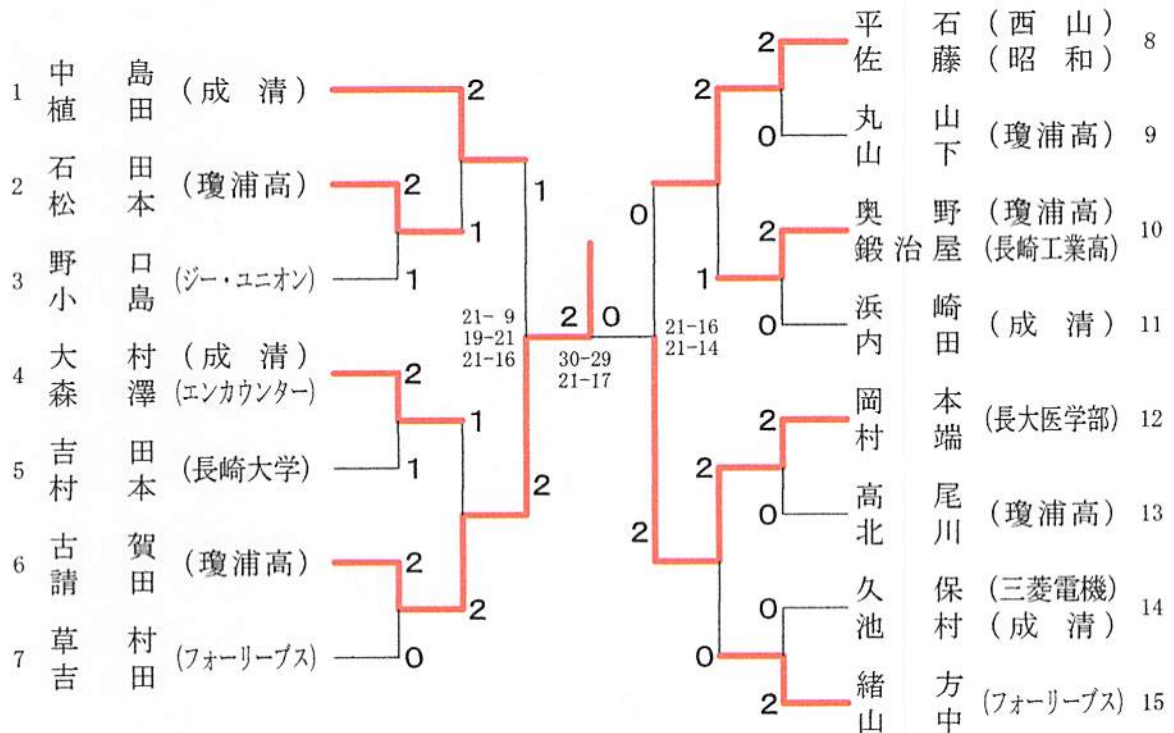 1 中島 植田 (成清)
2 石田 松本 (瓊浦高)
3 野口 小島 (ジー・ユニオン)
4 大村 森澤 (成清) (エンカウンター)
5 吉田 村本 (長崎大学)
6 古賀 請田 (瓊浦高)
7 草村 吉田 (フォーリーブス)
2
2
1
1
2
1
1
2
0
1
2
1
2
21- 9
19-21
21-16
2 0
30-29
21-17
21-16
21-14
0
2
2
1
2
0
2
0
2
0
2
0
0
2
平石 佐藤 (西山) (昭和) 8
丸山 山下 (瓊浦高) 9
奥野 鍛治屋 (瓊浦高) (長崎工業高) 10
浜崎 内田 (成清) 11
岡本 村端 (長大医学部) 12
高尾 北川 (瓊浦高) 13
久保 池村 (三菱電機) (成清) 14
緒方 山中 (フォーリーブス) 15